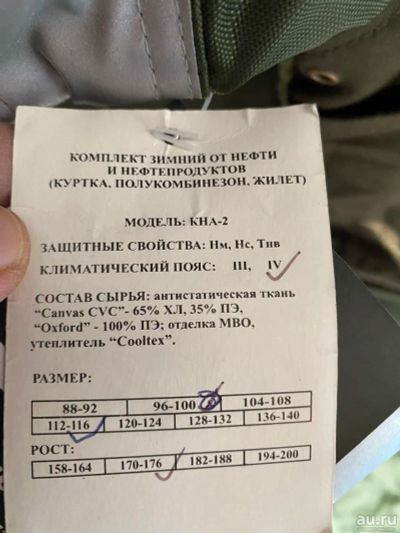 КОМПЛЕКТ ЗИМНИЙ ОТ НЕФТИ
И НЕФТЕПРОДУКТОВ
(КУРТКА, ПОЛУКОМБИНЕЗОН, ЖИЛЕТ)
МОДЕЛЬ: КНА-2
ЗАЩИТНЫЕ СВОЙСТВА: Нм, Нс, Тнв
КЛИМАТИЧЕСКИЙ ПОЯС: III, IV
СОСТАВ СЫРЬЯ: антистатическая ткань
“Canvas CVC”- 65% ХЛ, 35% ПЭ,
“Oxford” - 100% ПЭ; отделка МВО,
утеплитель “Cooltex”.
РАЗМЕР:
88-92 96-100 104-108
112-116 120-124 128-132 136-140
РОСТ:
158-164 170-176 182-188 194-200
au.ru